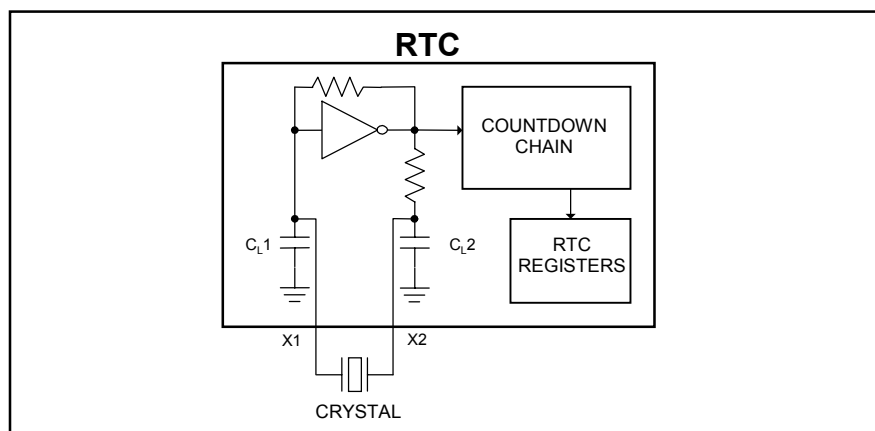 RTC
COUNTDOWN
CHAIN
CL1
CL2
RTC
REGISTERS
X1
X2
CRYSTAL